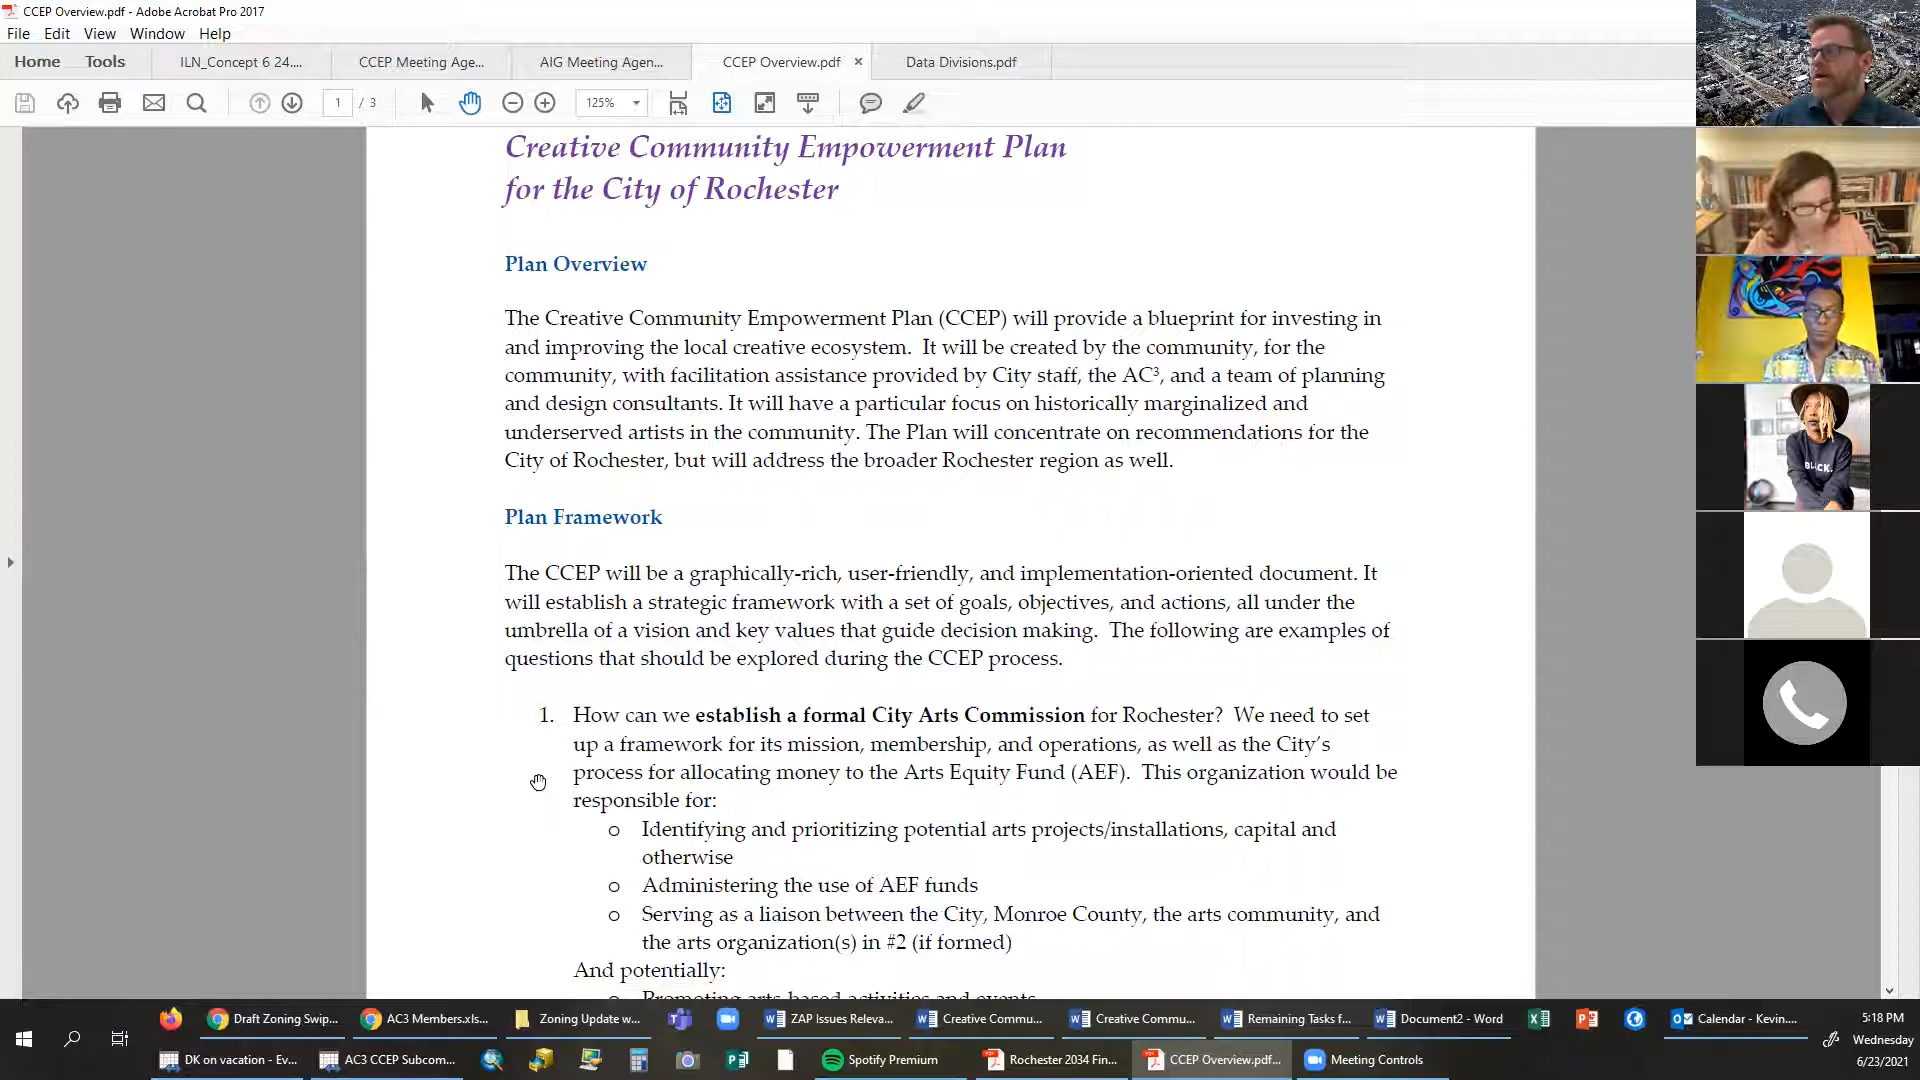 CCEP Overview.pdf - Adobe Acrobat Pro 2017
File Edit View Window Help
Home Tools ILN_Concept 6 24.... CCEP Meeting Age... AIG Meeting Agen... CCEP Overview.pdf × Data Divisions.pdf
1 / 3 125%
Creative Community Empowerment Plan
for the City of Rochester
Plan Overview
The Creative Community Empowerment Plan (CCEP) will provide a blueprint for investing in
and improving the local creative ecosystem.  It will be created by the community, for the
community, with facilitation assistance provided by City staff, the AC³, and a team of planning
and design consultants. It will have a particular focus on historically marginalized and
underserved artists in the community. The Plan will concentrate on recommendations for the
City of Rochester, but will address the broader Rochester region as well.
Plan Framework
The CCEP will be a graphically-rich, user-friendly, and implementation-oriented document. It
will establish a strategic framework with a set of goals, objectives, and actions, all under the
umbrella of a vision and key values that guide decision making.  The following are examples of
questions that should be explored during the CCEP process.
1. How can we establish a formal City Arts Commission for Rochester?  We need to set
up a framework for its mission, membership, and operations, as well as the City's
process for allocating money to the Arts Equity Fund (AEF).  This organization would be
responsible for:
o Identifying and prioritizing potential arts projects/installations, capital and
otherwise
o Administering the use of AEF funds
o Serving as a liaison between the City, Monroe County, the arts community, and
the arts organization(s) in #2 (if formed)
And potentially:
o Promoting arts-based activities and events
BLACK.
Draft Zoning Swip... AC3 Members.xls... Zoning Update w... ZAP Issues Releva... Creative Commu... Creative Commu... Remaining Tasks f... Document2 - Word Calendar - Kevin.... 5:18 PM
Wednesday
DK on vacation - Ev... AC3 CCEP Subcom... Spotify Premium Rochester 2034 Fin... CCEP Overview.pdf... Meeting Controls 6/23/2021